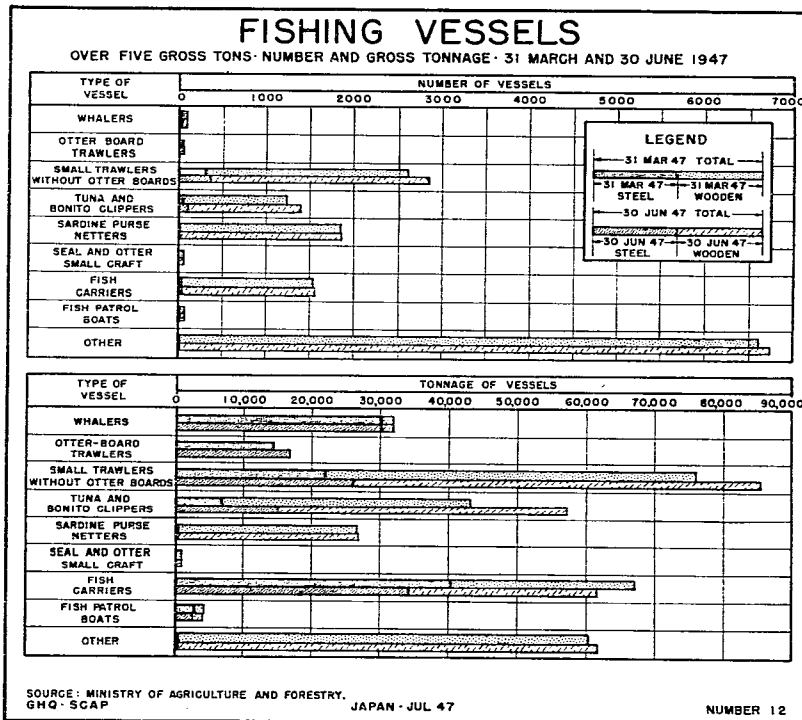 FISHING VESSELS
OVER FIVE GROSS TONS · NUMBER AND GROSS TONNAGE · 31 MARCH AND 30 JUNE 1947
TYPE OF VESSEL
NUMBER OF VESSELS
0 1000 2000 3000 4000 5000 6000 7000
WHALERS
OTTER BOARD
TRAWLERS
SMALL TRAWLERS
WITHOUT OTTER BOARDS
TUNA AND
BONITO CLIPPERS
SARDINE PURSE
NETTERS
SEAL AND OTTER
SMALL CRAFT
FISH
CARRIERS
FISH PATROL
BOATS
OTHER
LEGEND
31 MAR 47 TOTAL
31 MAR 47 31 MAR 47
STEEL WOODEN
30 JUN 47 TOTAL
30 JUN 47 30 JUN 47
STEEL WOODEN
TYPE OF VESSEL
TONNAGE OF VESSELS
0 10,000 20,000 30,000 40,000 50,000 60,000 70,000 80,000 90,000
WHALERS
OTTER-BOARD
TRAWLERS
SMALL TRAWLERS
WITHOUT OTTER BOARDS
TUNA AND
BONITO CLIPPERS
SARDINE PURSE
NETTERS
SEAL AND OTTER
SMALL CRAFT
FISH
CARRIERS
FISH PATROL
BOATS
OTHER
SOURCE: MINISTRY OF AGRICULTURE AND FORESTRY.
GHQ - SCAP JAPAN - JUL 47 NUMBER 12